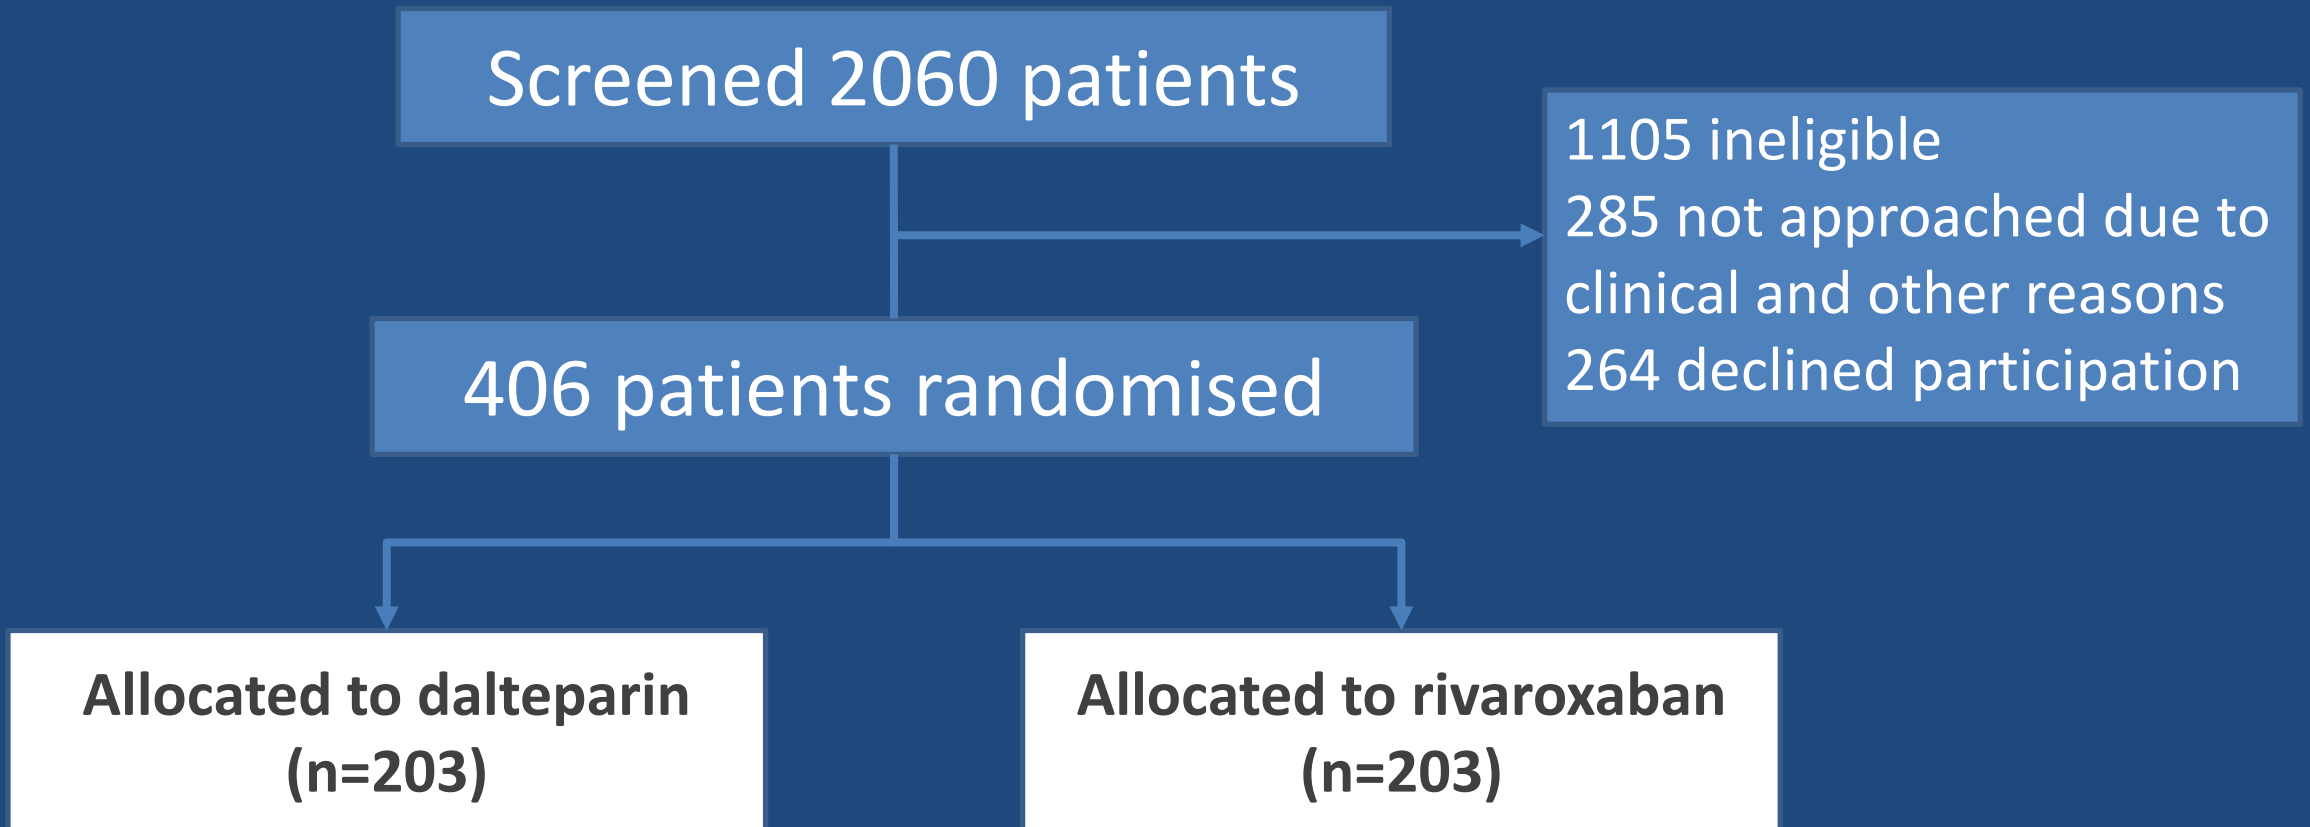 Screened 2060 patients
1105 ineligible
285 not approached due to
clinical and other reasons
264 declined participation
406 patients randomised
Allocated to dalteparin
(n=203)
Allocated to rivaroxaban
(n=203)